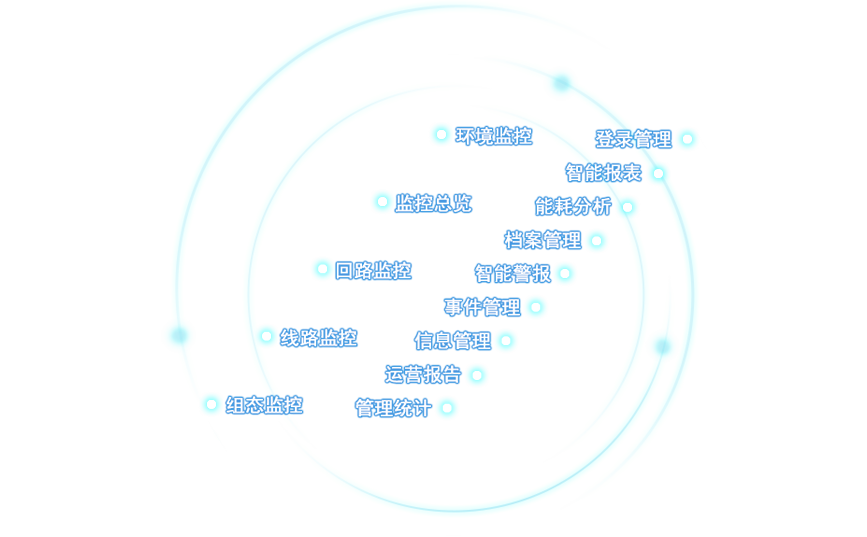 环境监控
登录管理
智能报表
监控总览
能耗分析
档案管理
回路监控
智能警报
事件管理
线路监控
信息管理
运营报告
组态监控
管理统计